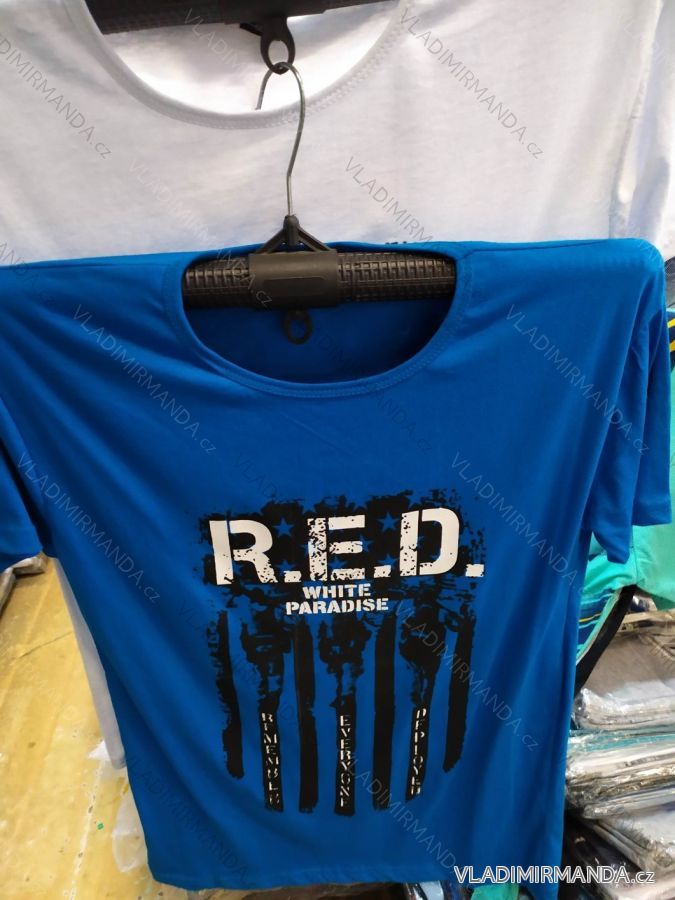 R.E.D.
WHITE
PARADISE
REMEMBER
EVERYONE
DEPLOYED
VLADIMIRMANDA.cz